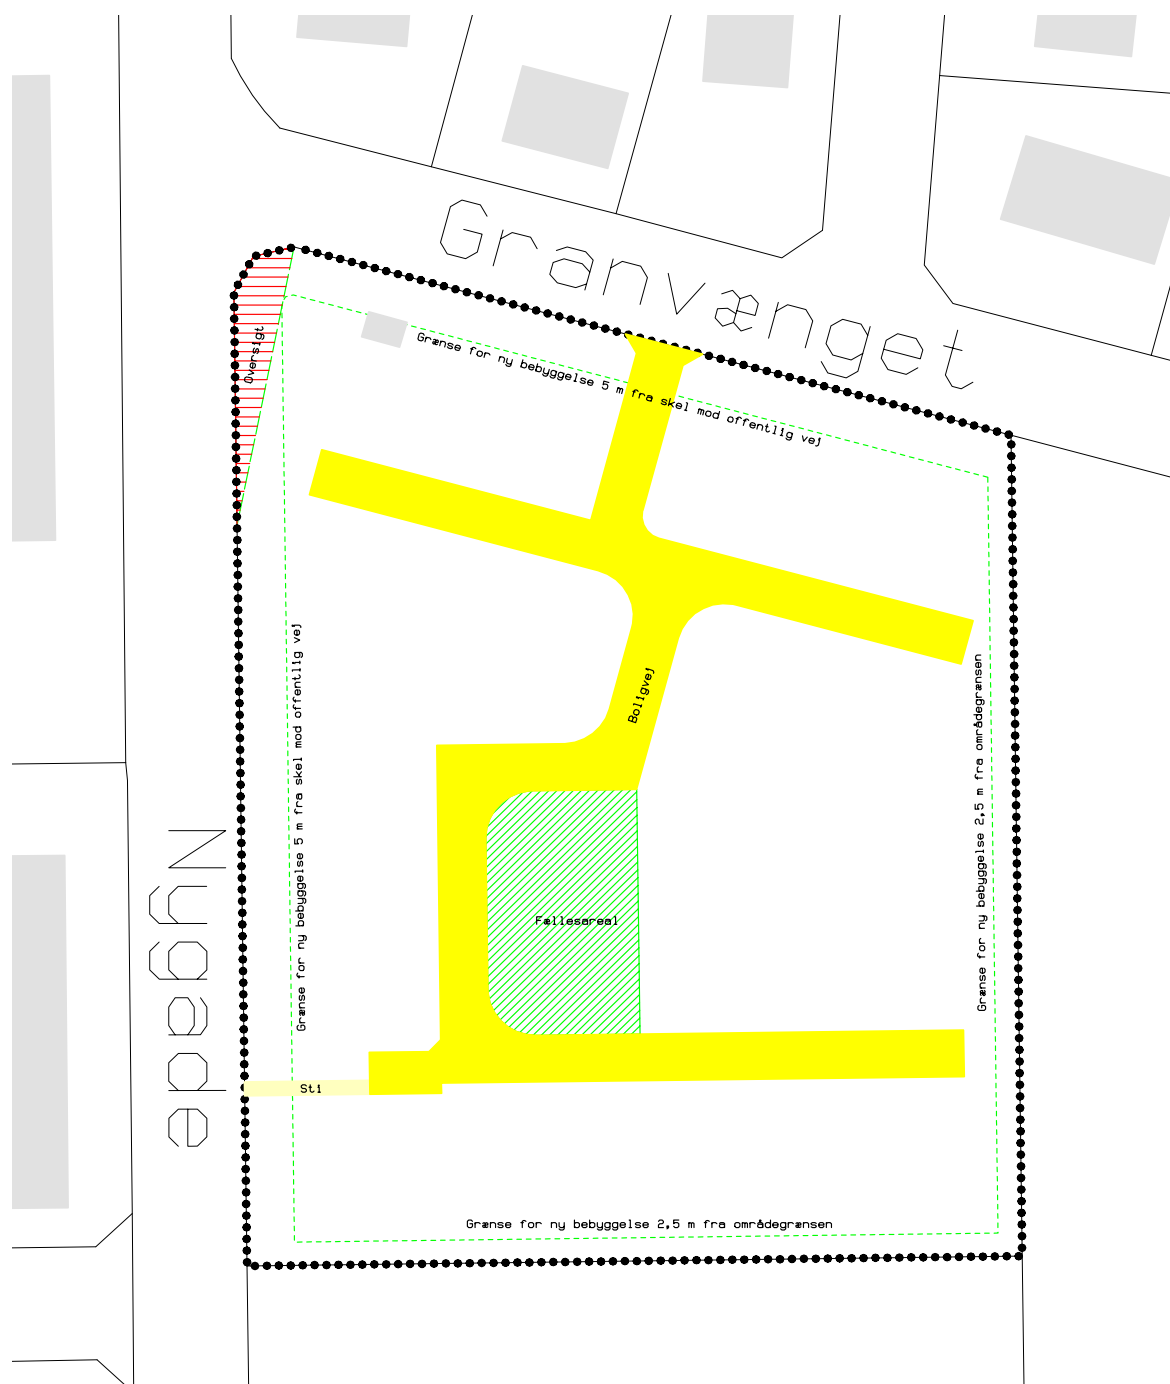 Granvænget
Oversigt
Grænse for ny bebyggelse 5 m fra skel mod offentlig vej
Boligvej
Grænse for ny bebyggelse 5 m fra skel mod offentlig vej
Grænse for ny bebyggelse 2,5 m fra områdegrænsen
Nygade
Fællesareal
Sti
Grænse for ny bebyggelse 2,5 m fra områdegrænsen